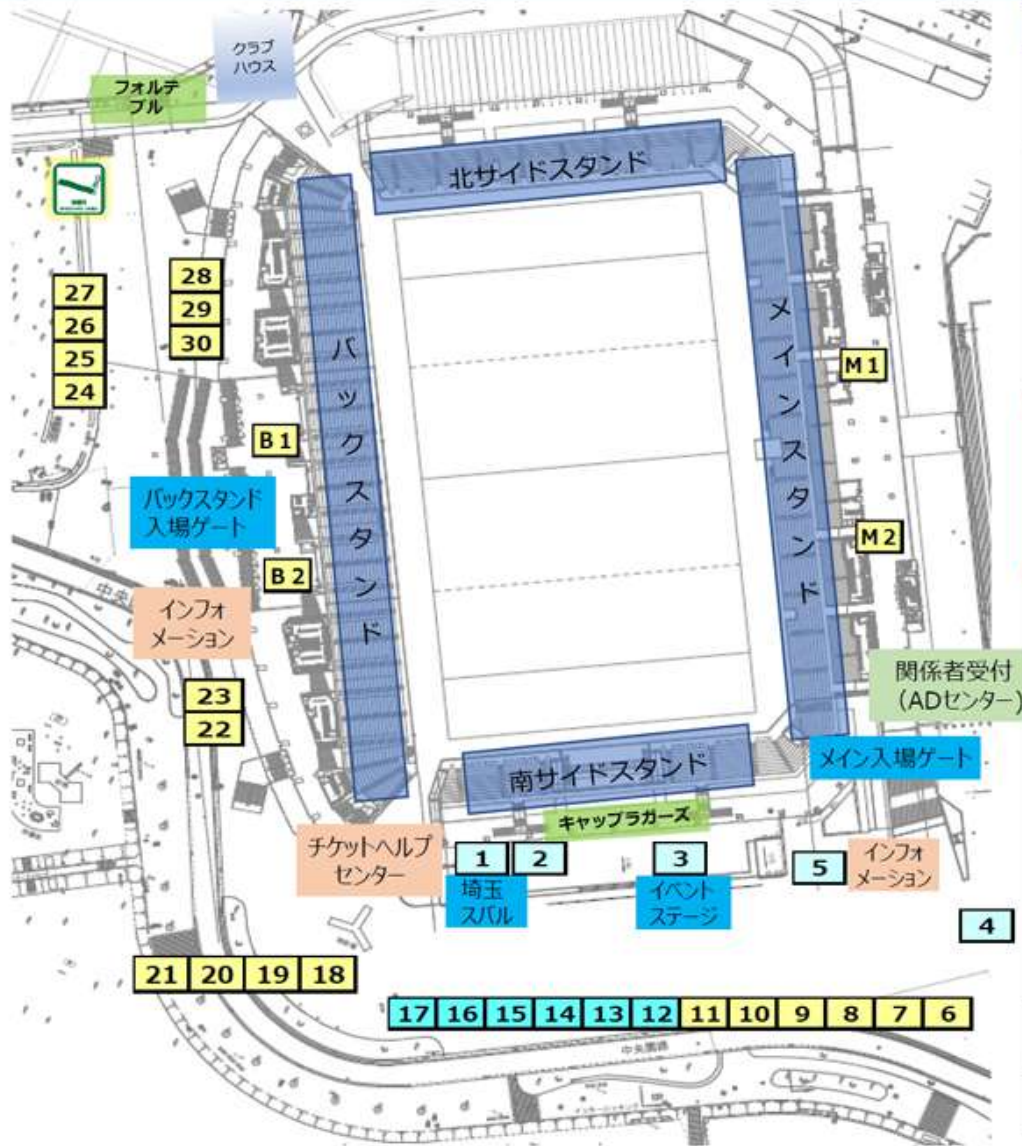 クラブ
ハウス
フォルテ
ブル
北サイドスタンド
28
27
29
26
30
25
24
バックスタンド
メインスタンド
M1
B1
バックスタンド
入場ゲート
M2
B2
インフォ
メーション
関係者受付
(ADセンター)
23
22
メイン入場ゲート
南サイドスタンド
キャップラガーズ
チケットヘルプ
センター
1
2
3
5
インフォ
メーション
埼玉
スバル
イベント
ステージ
4
21 20 19 18
17 16 15 14 13 12 11 10 9 8 7 6
中央園路